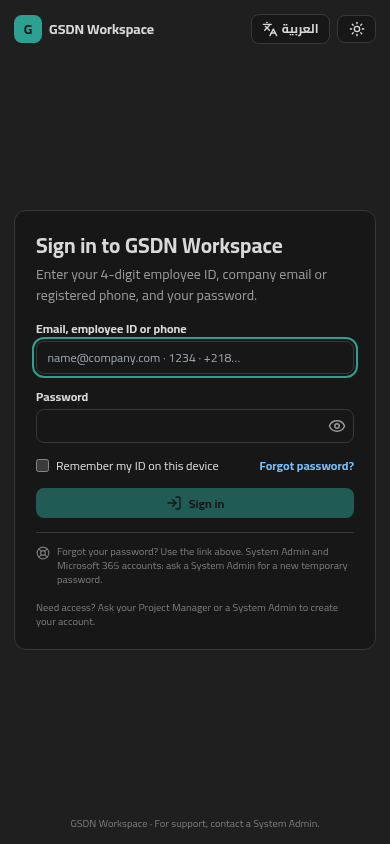 G GSDN Workspace
العربية
Sign in to GSDN Workspace
Enter your 4-digit employee ID, company email or
registered phone, and your password.
Email, employee ID or phone
name@company.com · 1234 · +218…
Password
Remember my ID on this device
Forgot password?
Sign in
Forgot your password? Use the link above. System Admin and
Microsoft 365 accounts: ask a System Admin for a new temporary
password.
Need access? Ask your Project Manager or a System Admin to create
your account.
GSDN Workspace · For support, contact a System Admin.